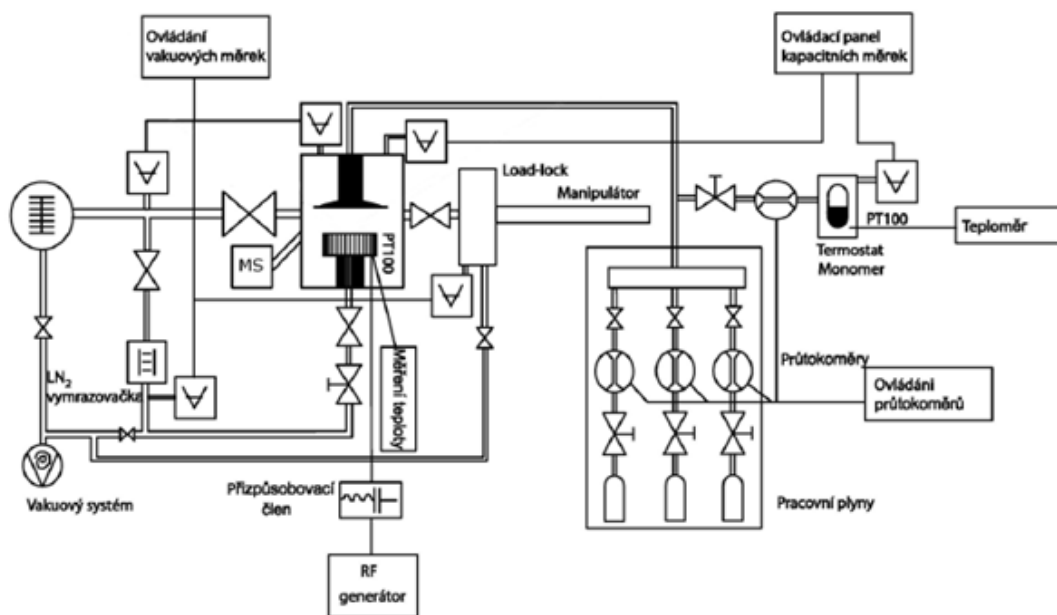 Ovládání
vakuových měrek
Ovládací panel
kapacitních měrek
Load-lock
Manipulátor
PT100
Teploměr
Termostat
Monomer
MS
PT100
LN2
vymrazovačka
Měření teploty
Průtokoměry
Ovládáni
průtokoměrů
Vakuový systém
Přizpůsobovací
člen
Pracovní plyny
RF
generátor